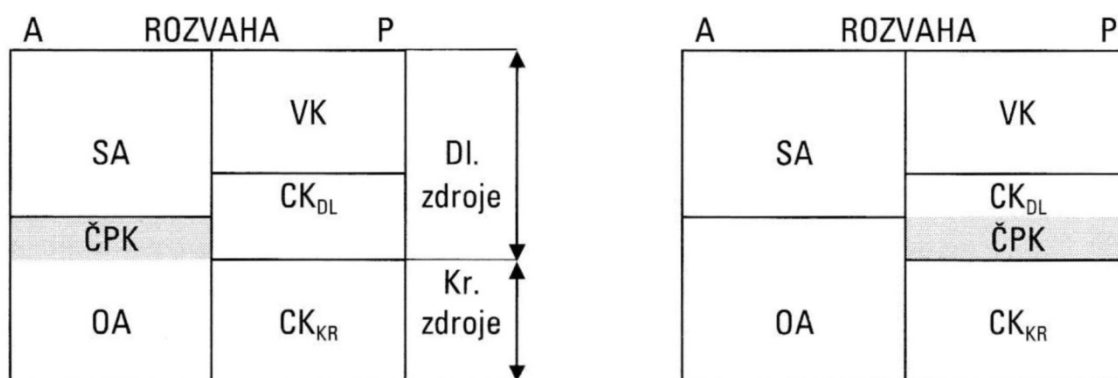 A ROZVAHA P
VK
SA
Dl.
zdroje
CK_DL
ČPK
Kr.
zdroje
OA
CK_KR
A ROZVAHA P
VK
SA
CK_DL
ČPK
OA
CK_KR